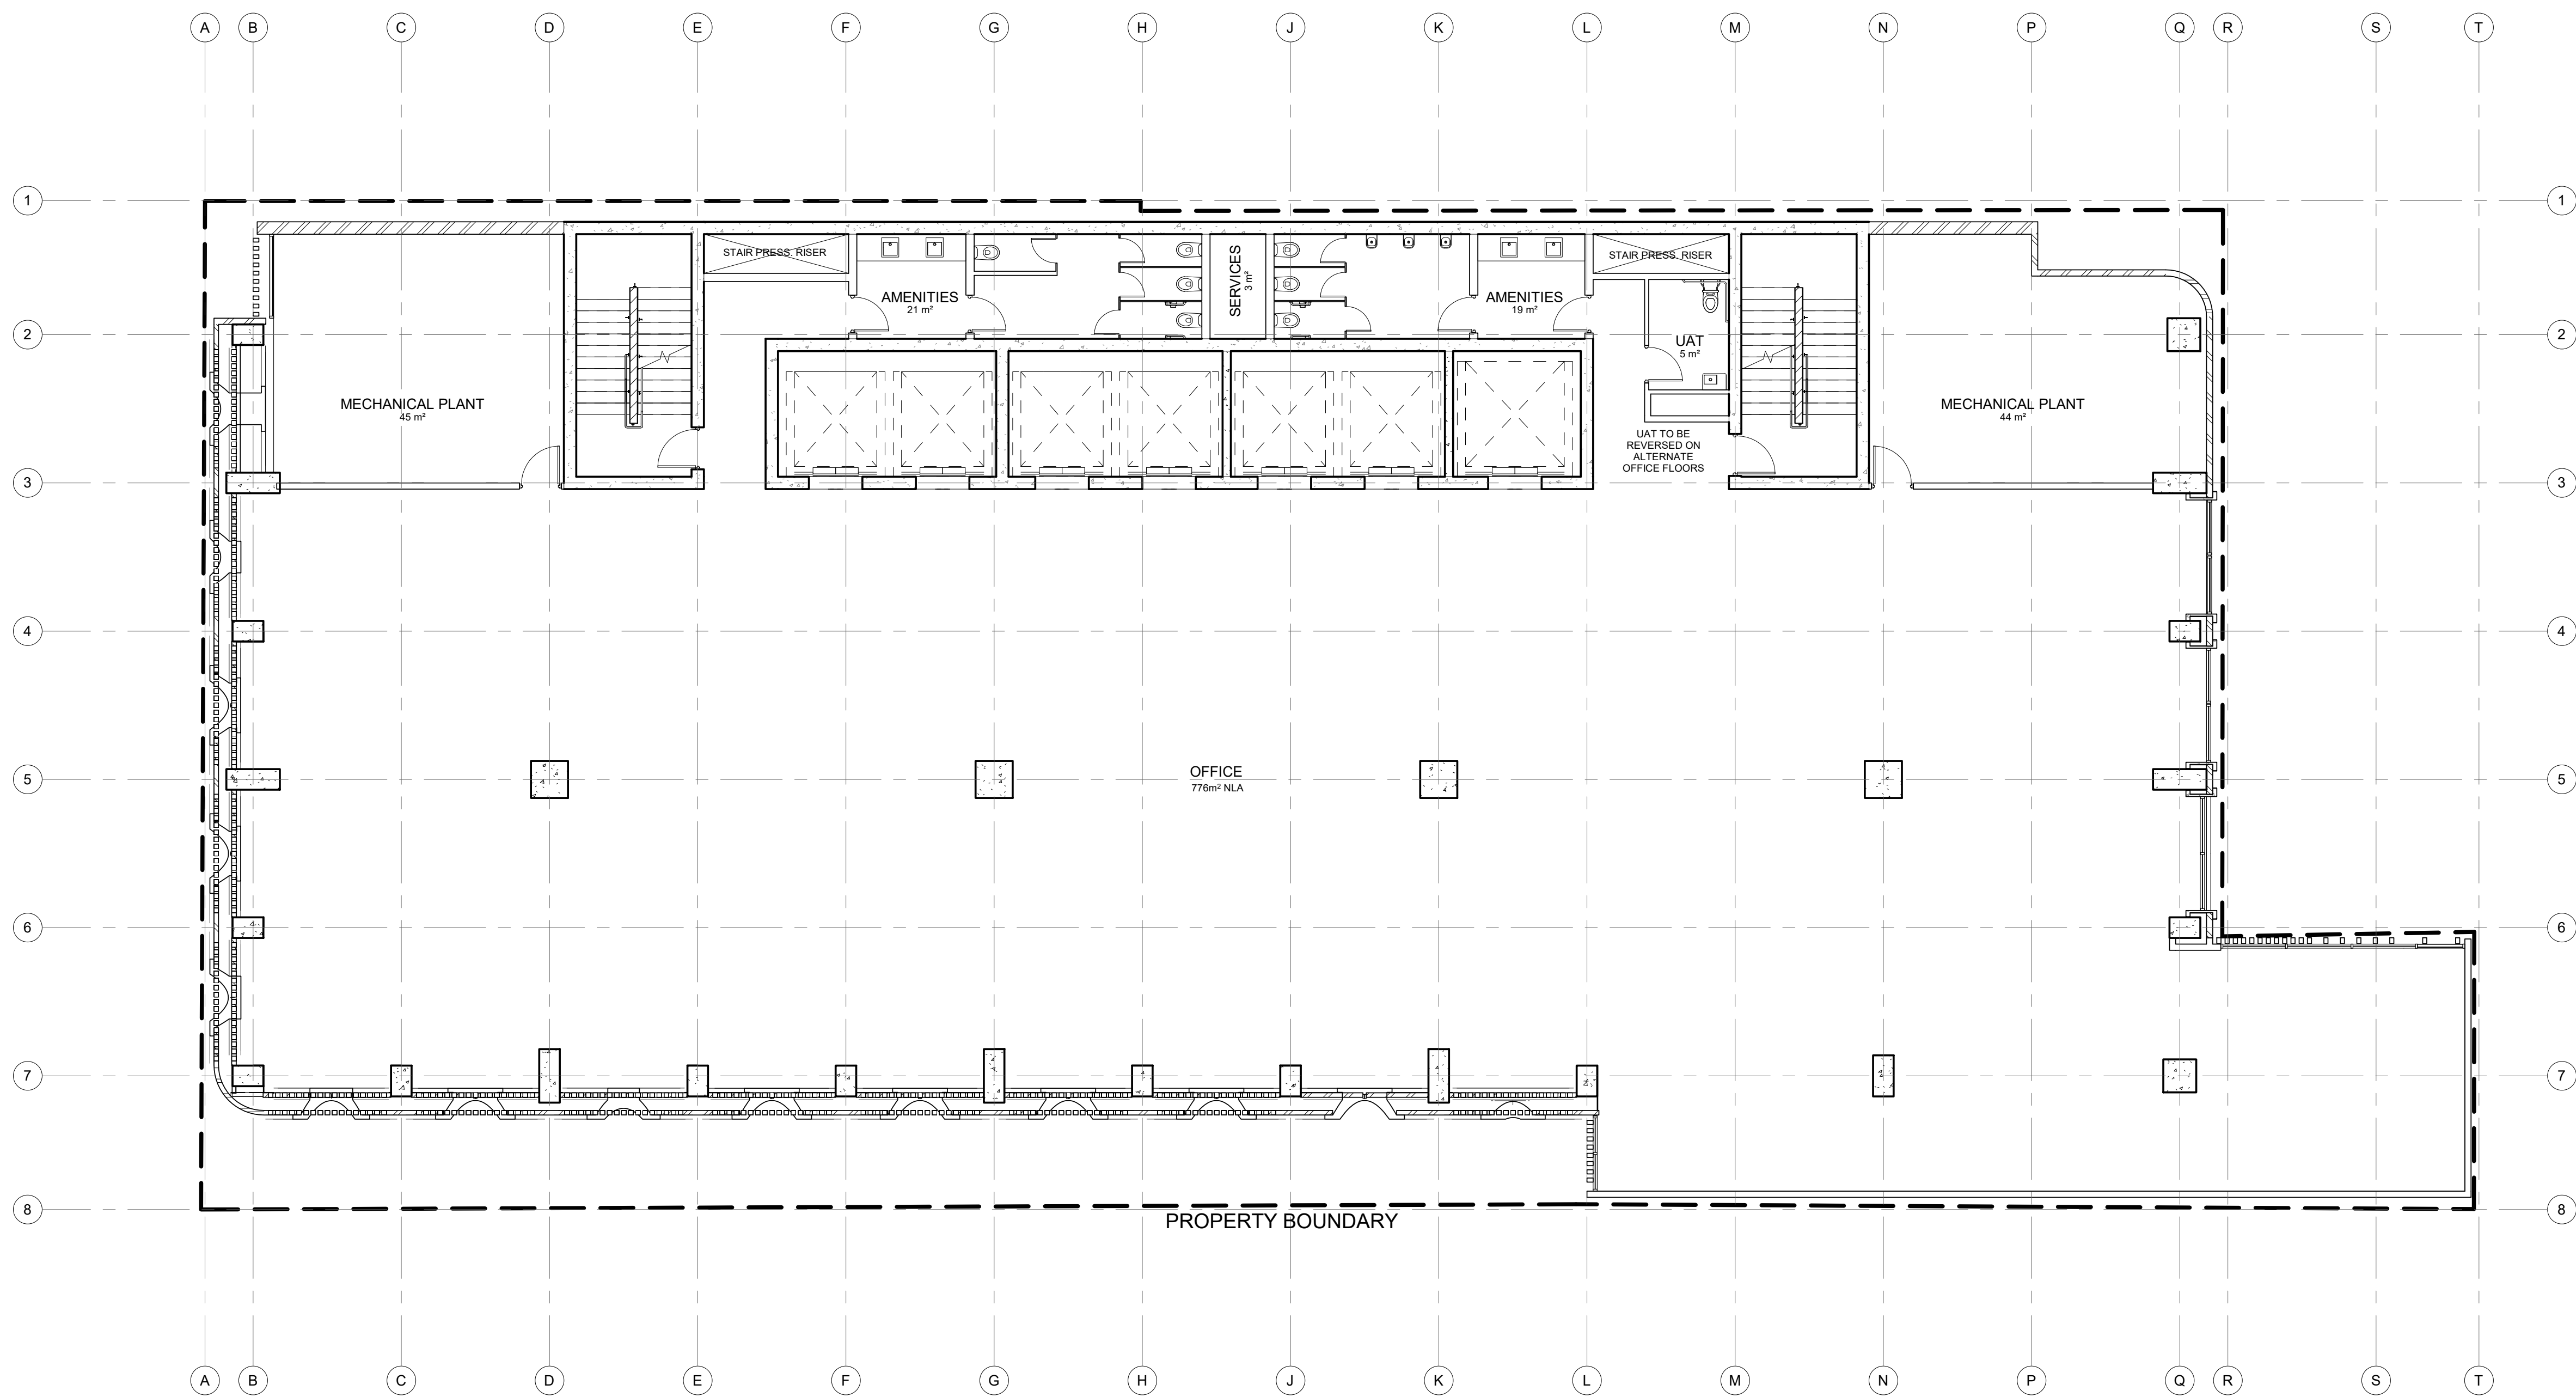 A B C D E F G H J K L M N P Q R S T
1 1
STAIR PRESS. RISER
STAIR PRESS. RISER
SERVICES
3 m²
AMENITIES
21 m²
AMENITIES
19 m²
2 2
UAT
5 m²
MECHANICAL PLANT
45 m²
MECHANICAL PLANT
44 m²
UAT TO BE
REVERSED ON
ALTERNATE
OFFICE FLOORS
3 3
4 4
OFFICE
776m² NLA
5 5
6 6
7 7
8 8
PROPERTY BOUNDARY
A B C D E F G H J K L M N P Q R S T